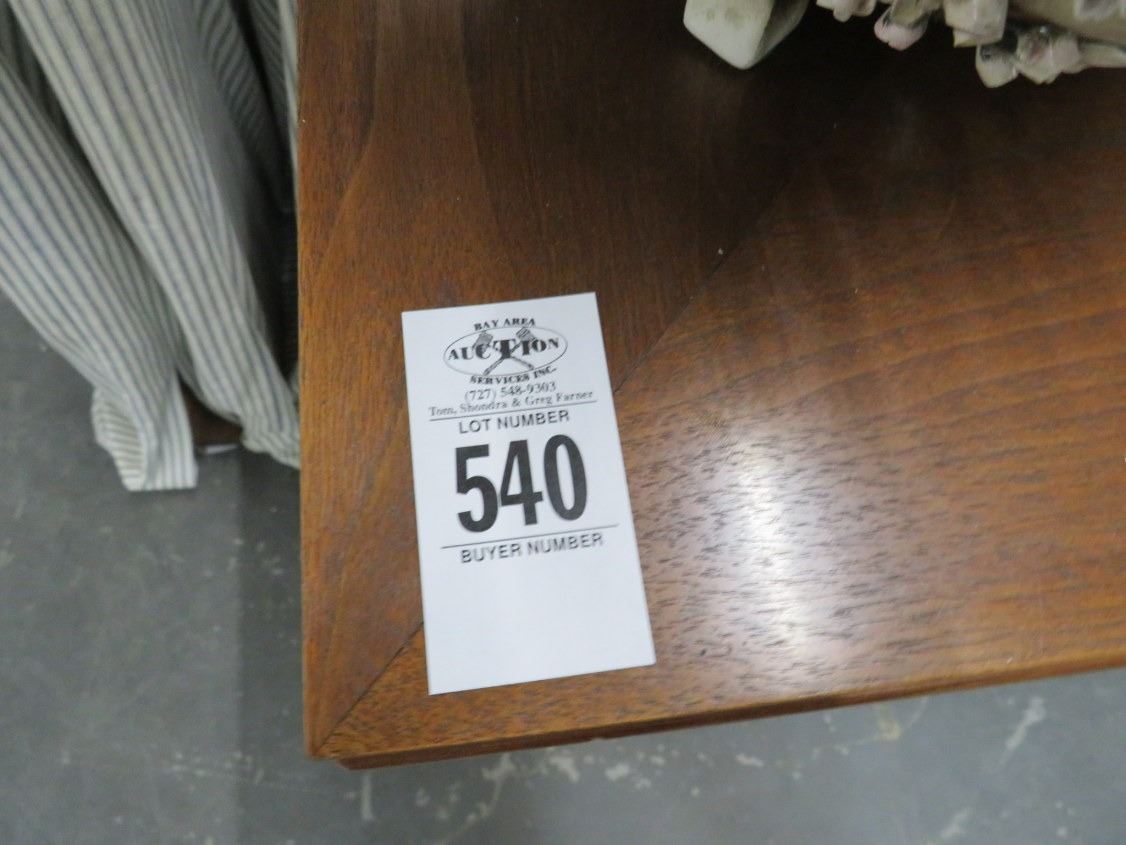 BAY AREA
AUCTION
SERVICES INC.
(727) 548-9303
Tom, Shondra & Greg Farner
LOT NUMBER
540
BUYER NUMBER